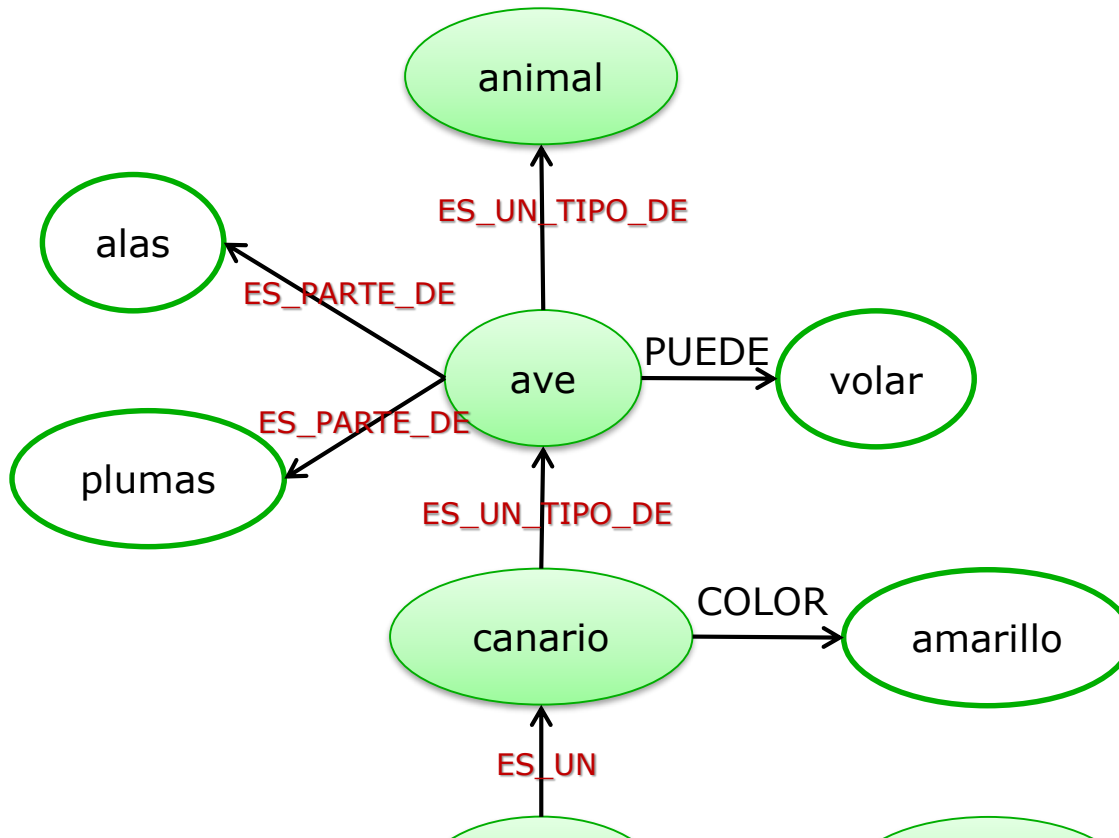 animal
ES_UN_TIPO_DE
alas
ES_PARTE_DE
ave
PUEDE
volar
ES_PARTE_DE
plumas
ES_UN_TIPO_DE
canario
COLOR
amarillo
ES_UN